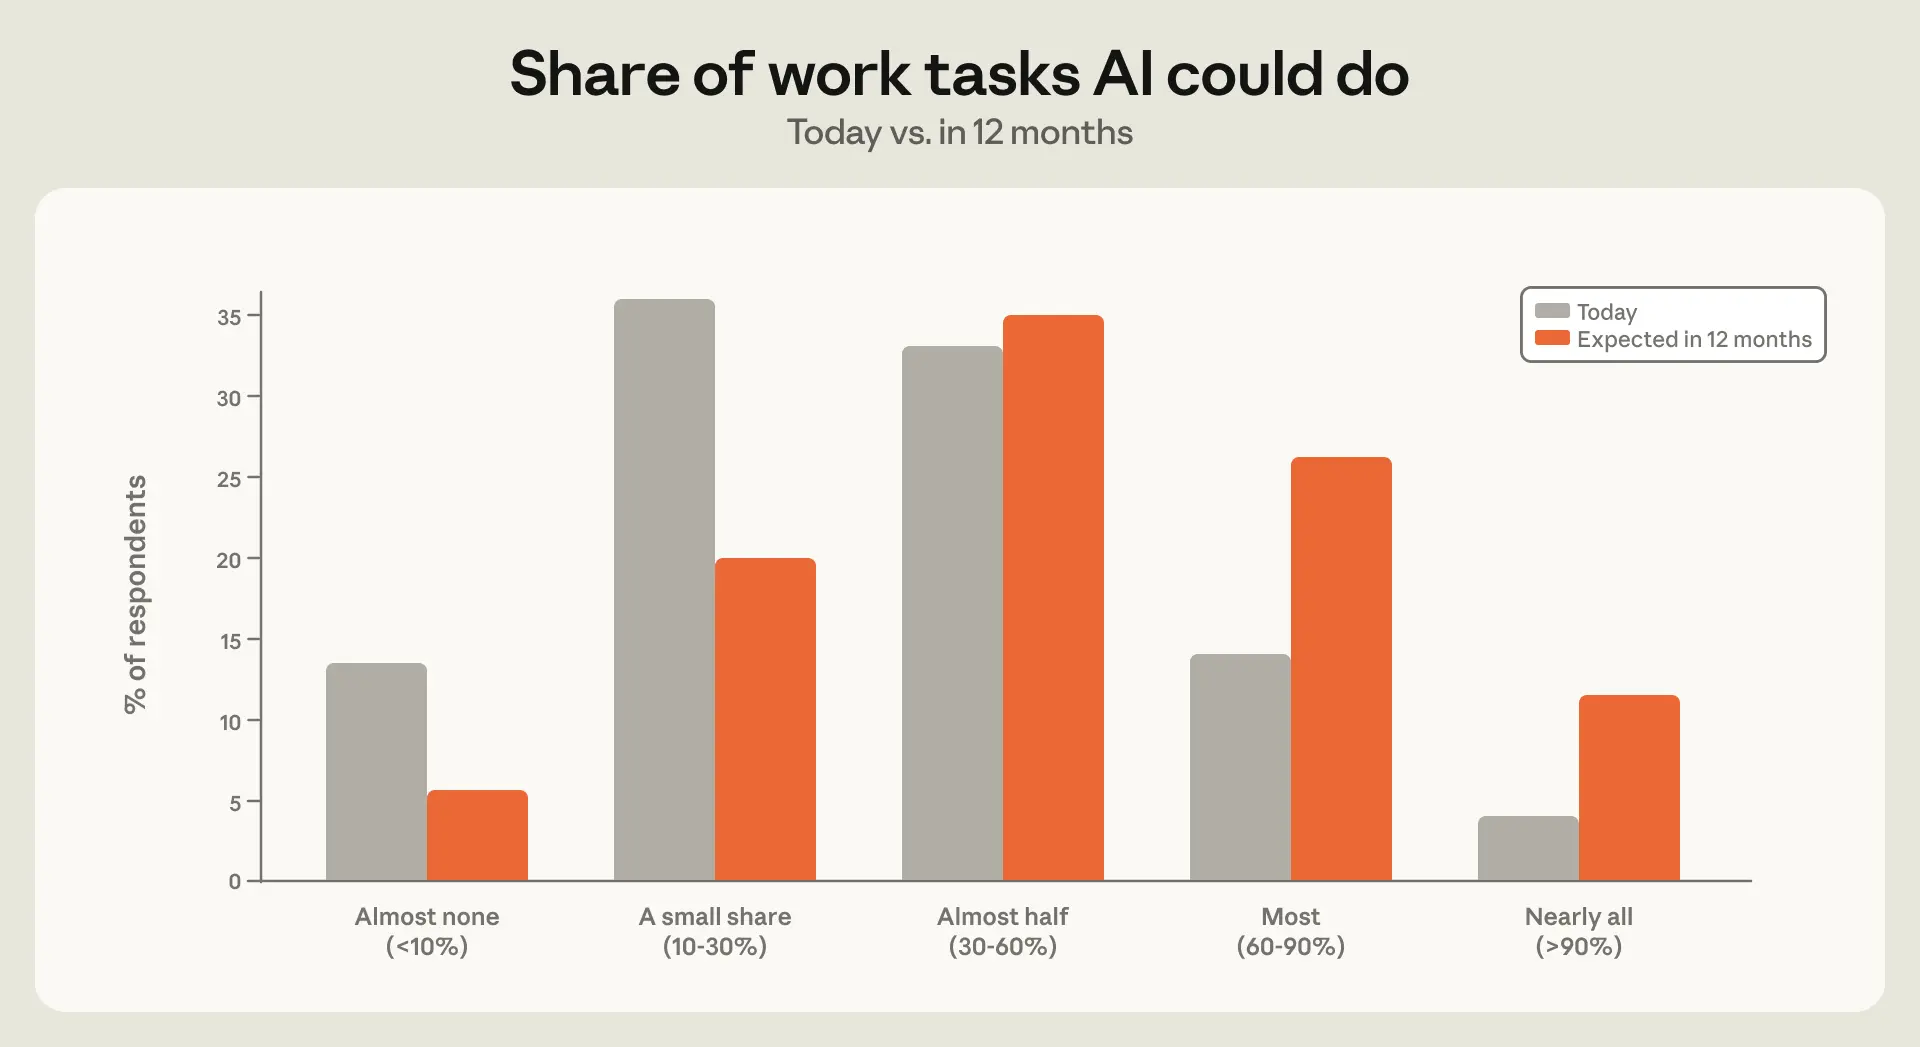 Share of work tasks AI could do
Today vs. in 12 months
Today
Expected in 12 months
% of respondents
35
30
25
20
15
10
5
0
Almost none
(<10%)
A small share
(10-30%)
Almost half
(30-60%)
Most
(60-90%)
Nearly all
(>90%)